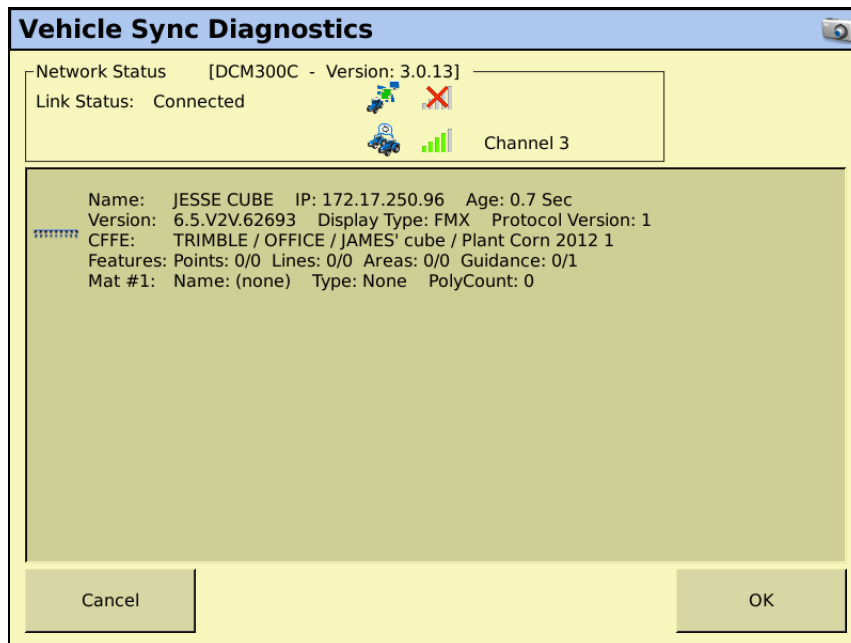 Vehicle Sync Diagnostics
Network Status [DCM300C - Version: 3.0.13]
Link Status: Connected
Channel 3
Name: JESSE CUBE IP: 172.17.250.96 Age: 0.7 Sec
Version: 6.5.V2V.62693 Display Type: FMX Protocol Version: 1
CFFE: TRIMBLE / OFFICE / JAMES' cube / Plant Corn 2012 1
Features: Points: 0/0 Lines: 0/0 Areas: 0/0 Guidance: 0/1
Mat #1: Name: (none) Type: None PolyCount: 0
Cancel
OK